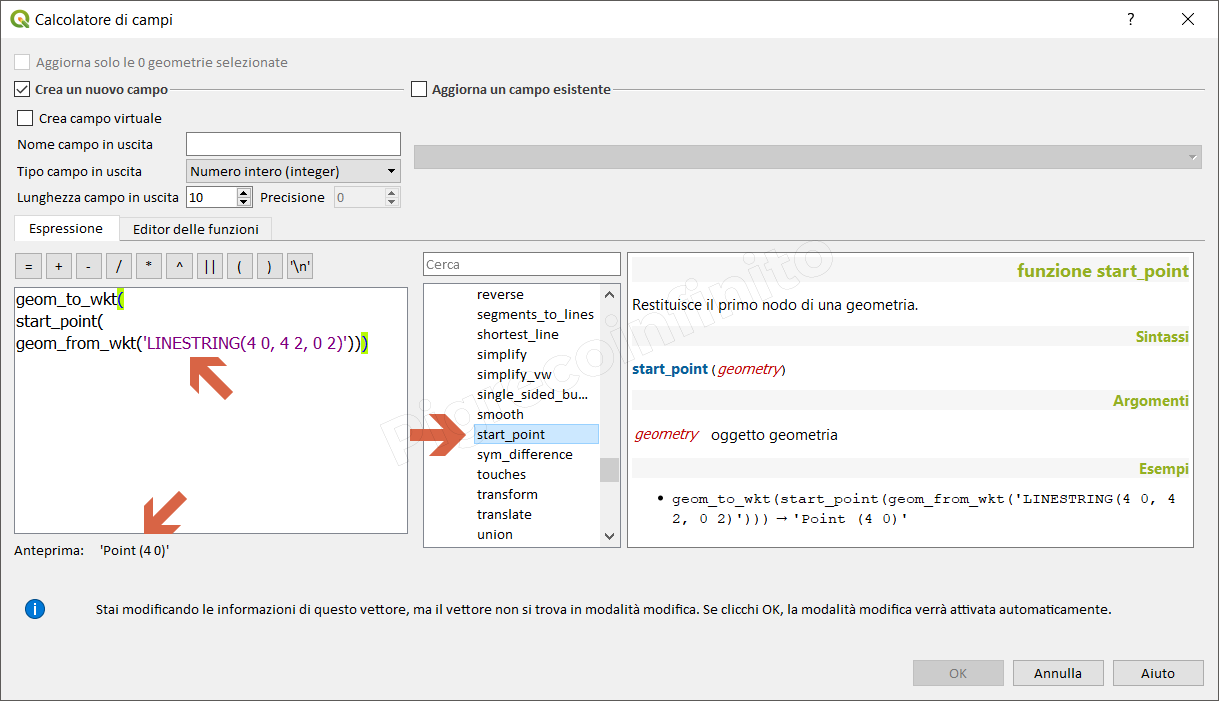 Calcolatore di campi
?
Aggiorna solo le 0 geometrie selezionate
Crea un nuovo campo
Aggiorna un campo esistente
Crea campo virtuale
Nome campo in uscita
Tipo campo in uscita Numero intero (integer)
Lunghezza campo in uscita 10 Precisione 0
Espressione Editor delle funzioni
= + - / * ^ || ( ) '\n'
geom_to_wkt(
start_point(
geom_from_wkt('LINESTRING(4 0, 4 2, 0 2)')))
Anteprima: 'Point (4 0)'
Cerca
reverse
segments_to_lines
shortest_line
simplify
simplify_vw
single_sided_bu...
smooth
start_point
sym_difference
touches
transform
translate
union
funzione start_point
Restituisce il primo nodo di una geometria.
Sintassi
start_point (geometry)
Argomenti
geometry oggetto geometria
Esempi
• geom_to_wkt(start_point(geom_from_wkt('LINESTRING(4 0, 4
2, 0 2)'))) → 'Point (4 0)'
Pigrecoinfinito
Stai modificando le informazioni di questo vettore, ma il vettore non si trova in modalità modifica. Se clicchi OK, la modalità modifica verrà attivata automaticamente.
OK Annulla Aiuto